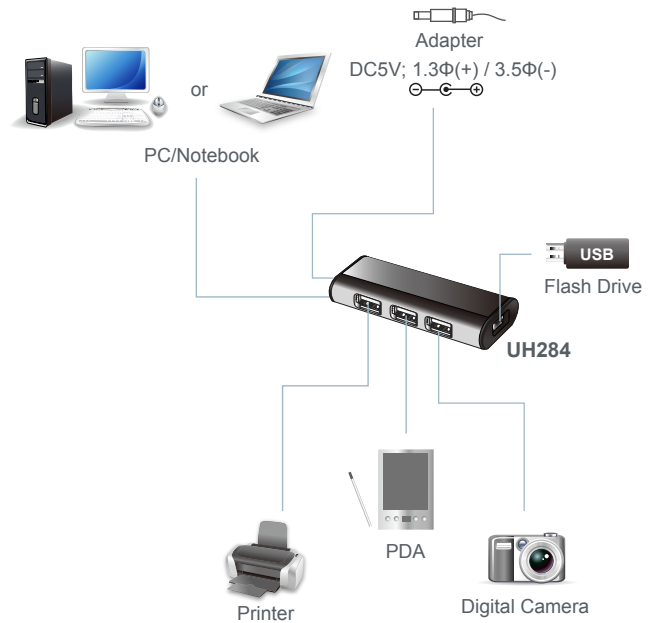 Adapter
DC5V; 1.3Φ(+) / 3.5Φ(-)
or
PC/Notebook
USB
Flash Drive
UH284
PDA
Printer
Digital Camera